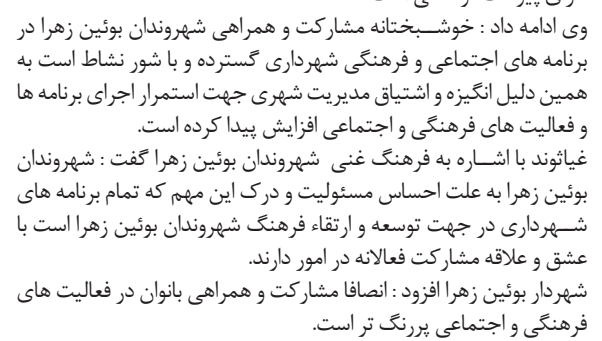 وی ادامه داد : خوشبختانه مشارکت و همراهی شهروندان بوئین زهرا در
برنامه های اجتماعی و فرهنگی شهرداری گسترده و با شور نشاط است به
همین دلیل انگیزه و اشتیاق مدیریت شهری جهت استمرار اجرای برنامه ها
و فعالیت های فرهنگی و اجتماعی افزایش پیدا کرده است.
غیاثوند با اشاره به فرهنگ غنی شهروندان بوئین زهرا گفت : شهروندان
بوئین زهرا به علت احساس مسئولیت و درک این مهم که تمام برنامه های
شهرداری در جهت توسعه و ارتقاء فرهنگ شهروندان بوئین زهرا است با
عشق و علاقه مشارکت فعالانه در امور دارند.
شهردار بوئین زهرا افزود : انصافا مشارکت و همراهی بانوان در فعالیت های
فرهنگی و اجتماعی پررنگ تر است.